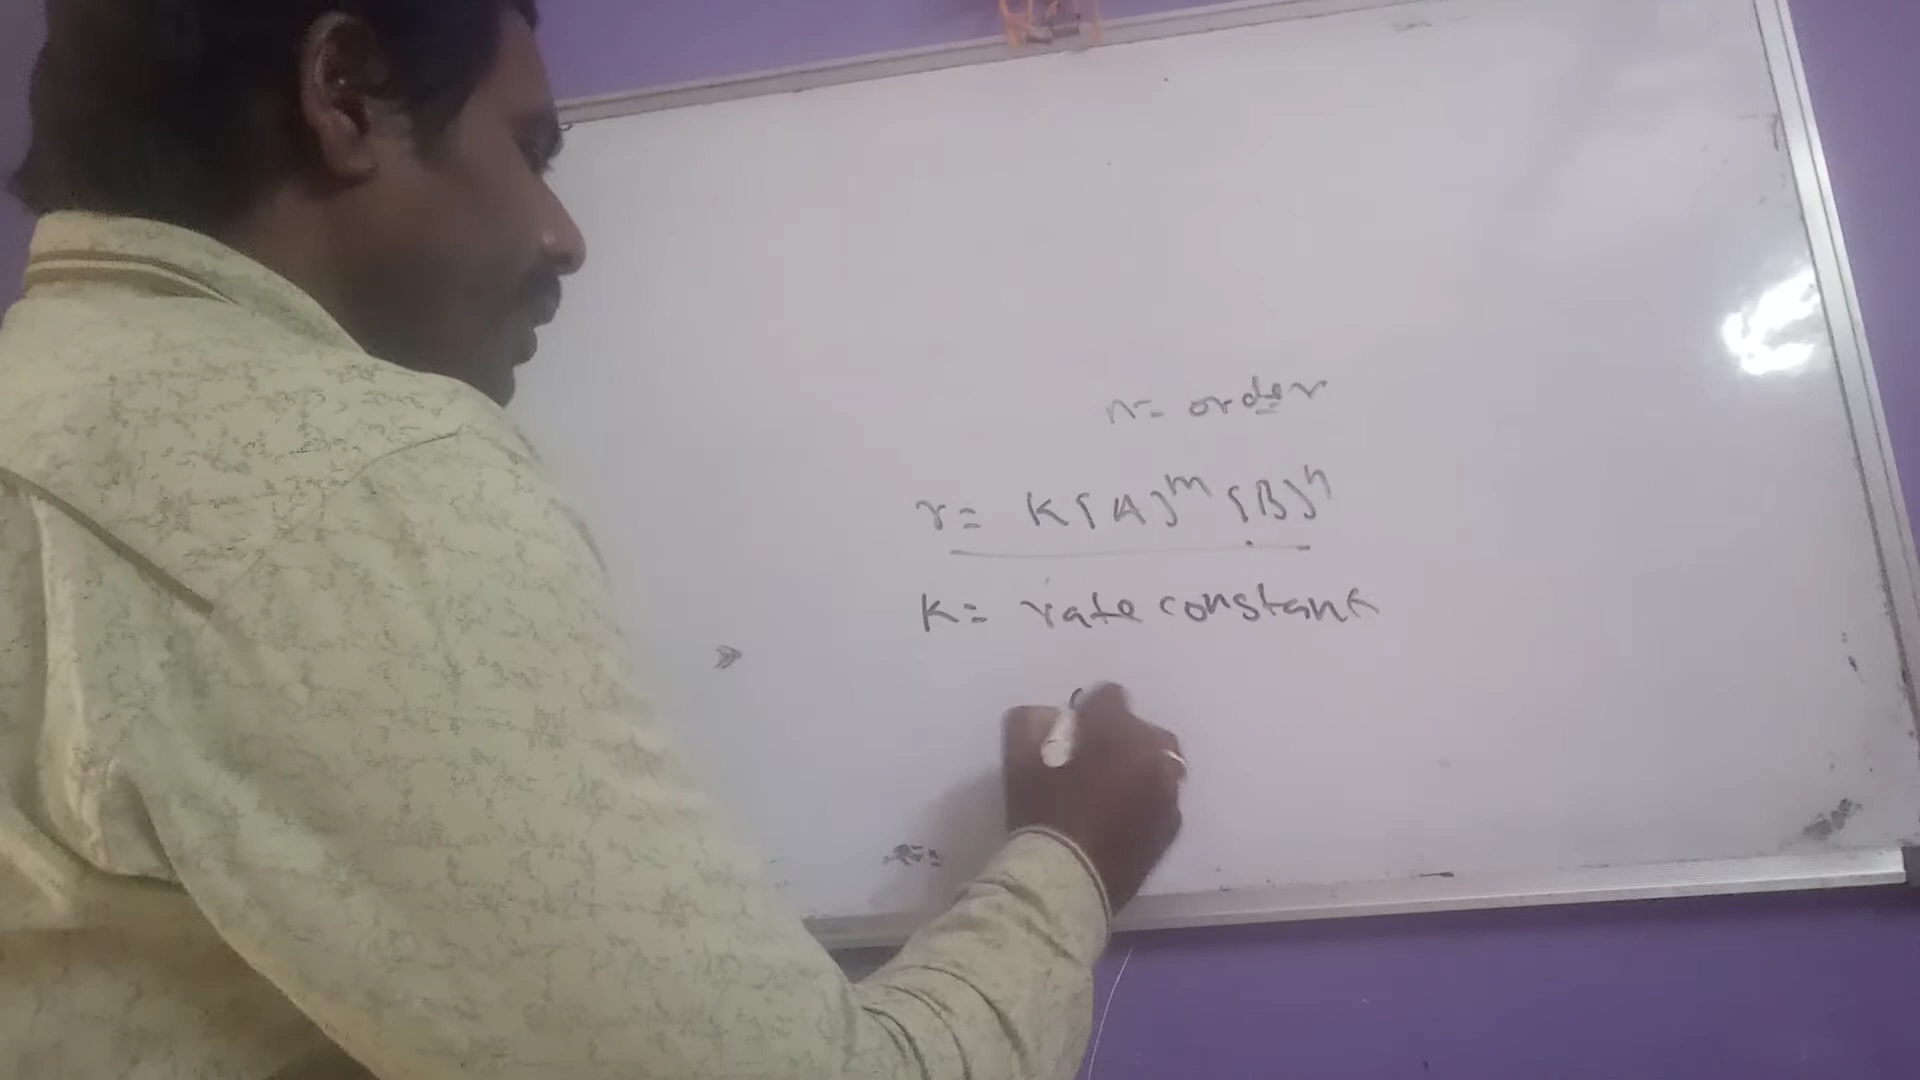 n= order
r= K[A]^m [B]^n
K= rate constant